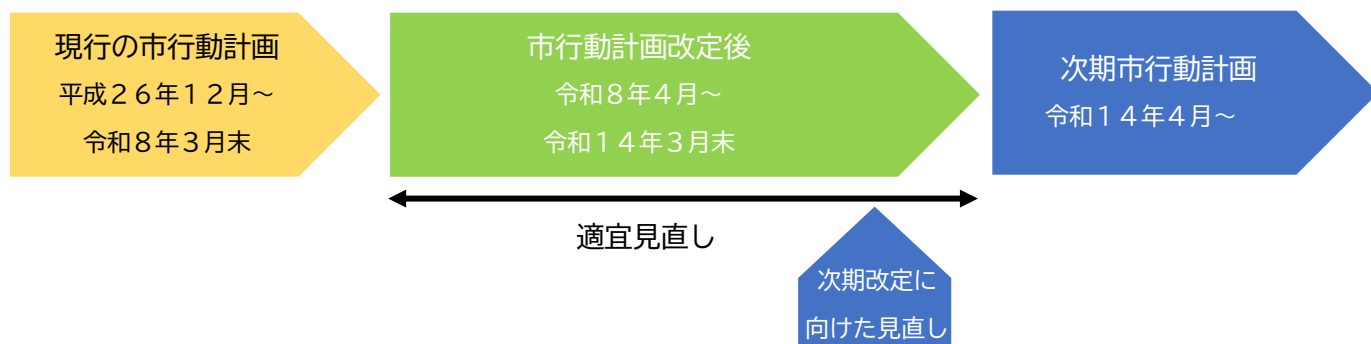 現行の市行動計画
平成２６年１２月～
令和８年３月末
市行動計画改定後
令和８年４月～
令和１４年３月末
次期市行動計画
令和１４年４月～
適宜見直し
次期改定に
向けた見直し